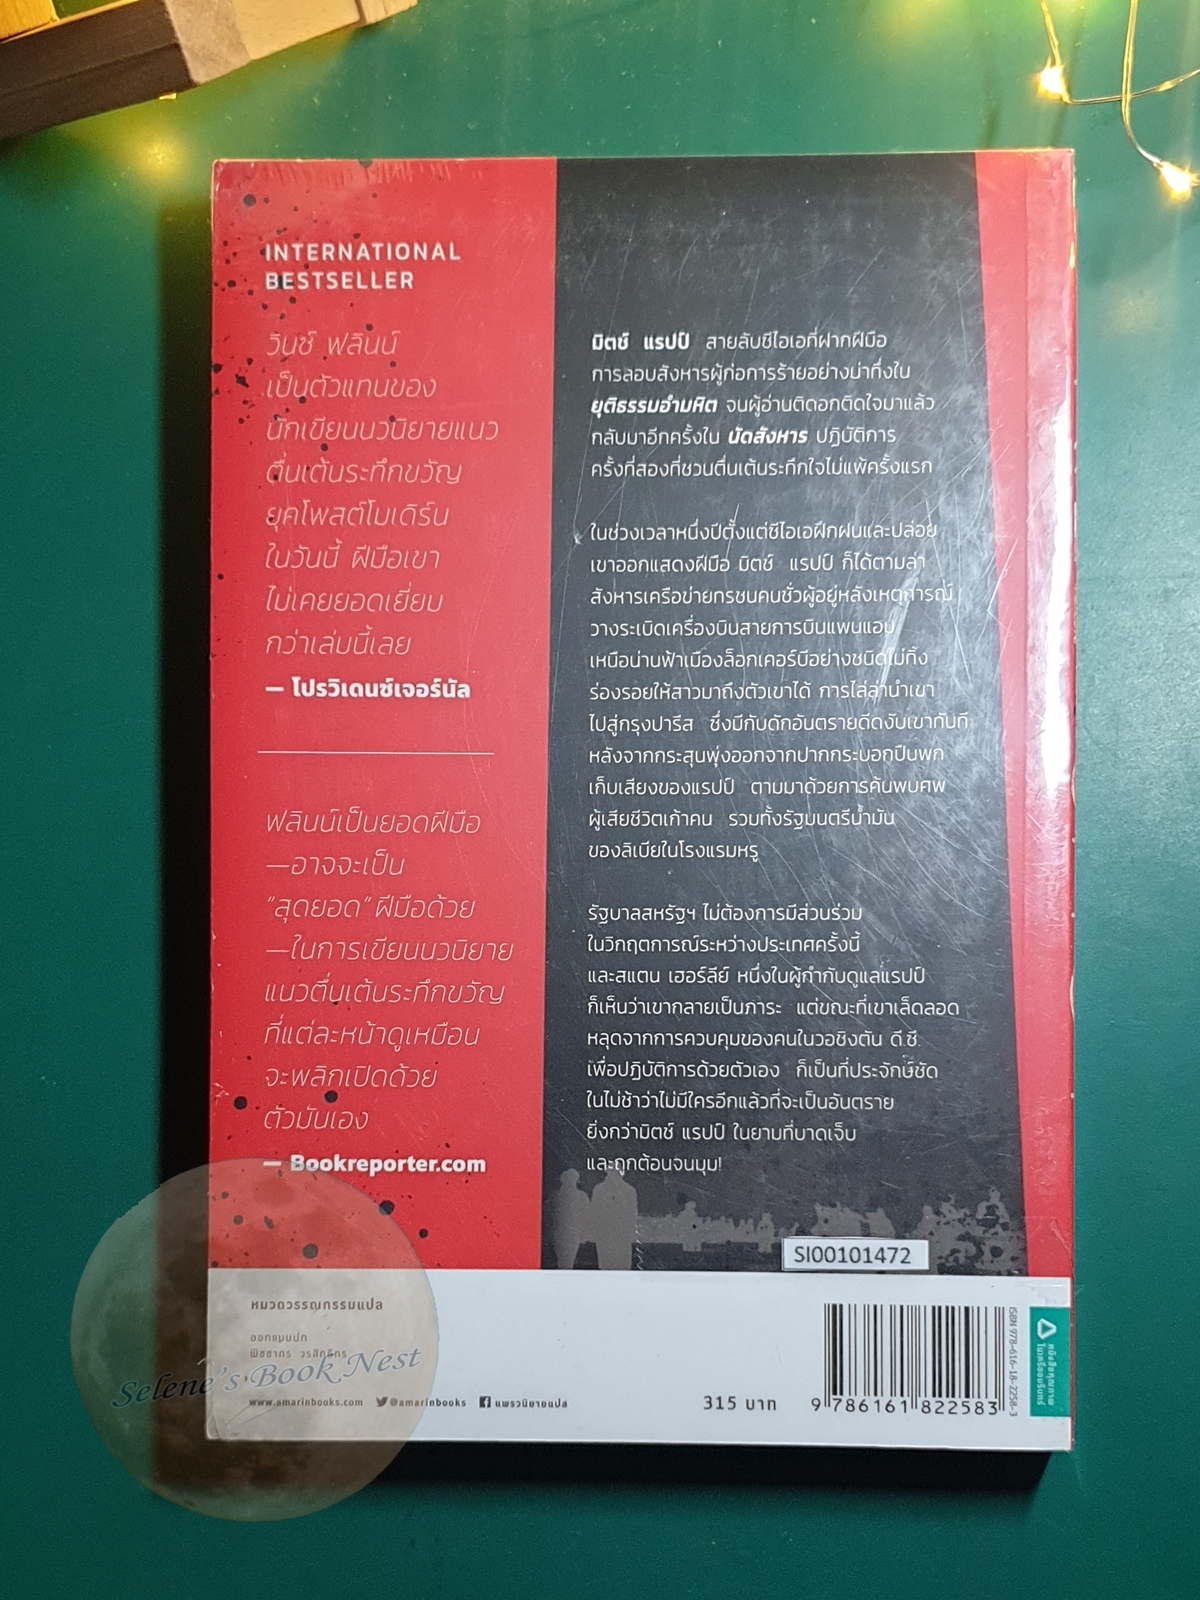 INTERNATIONAL
BESTSELLER
วินซ์ ฟลินน์
เป็นตัวแทนของ
นักเขียนนวนิยายแนว
ตื่นเต้นระทึกขวัญ
ยุคโพสต์โมเดิร์น
ในวันนี้ ฝีมือเขา
ไม่เคยยอดเยี่ยม
กว่าเล่มนี้เลย
— โปรวิเดนซ์เจอร์นัล
ฟลินน์เป็นยอดฝีมือ
—อาจจะเป็น
“สุดยอด” ฝีมือด้วย
—ในการเขียนนวนิยาย
แนวตื่นเต้นระทึกขวัญ
ที่แต่ละหน้าดูเหมือน
จะพลิกเปิดด้วย
ตัวมันเอง
— Bookreporter.com
มิตช์ แรปป์ สายลับซีไอเอที่ฝากฝีมือ
การลอบสังหารผู้ก่อการร้ายอย่างน่าทึ่งใน
ยุติธรรมอำมหิต จนผู้อ่านติดอกติดใจมาแล้ว
กลับมาอีกครั้งใน นัดสังหาร ปฏิบัติการ
ครั้งที่สองที่ชวนตื่นเต้นระทึกใจไม่แพ้ครั้งแรก
ในช่วงเวลาหนึ่งปีตั้งแต่ซีไอเอฝึกฝนและปล่อย
เขาออกแสดงฝีมือ มิตช์ แรปป์ ก็ได้ตามล่า
สังหารเครือข่ายทรชนคนชั่วผู้อยู่หลังเหตุการณ์
วางระเบิดเครื่องบินสายการบินแพนแอม
เหนือน่านฟ้าเมืองล็อกเคอร์บีอย่างชนิดไม่ทิ้ง
ร่องรอยให้สาวมาถึงตัวเขาได้ การไล่ล่านำเขา
ไปสู่กรุงปารีส ซึ่งมีกับดักอันตรายดีดงับเขาทันที
หลังจากกระสุนพุ่งออกจากปากกระบอกปืนพก
เก็บเสียงของแรปป์ ตามมาด้วยการค้นพบศพ
ผู้เสียชีวิตเก้าคน รวมทั้งรัฐมนตรีน้ำมัน
ของลิเบียในโรงแรมหรู
รัฐบาลสหรัฐฯ ไม่ต้องการมีส่วนร่วม
ในวิกฤตการณ์ระหว่างประเทศครั้งนี้
และสแตน เฮอร์ลีย์ หนึ่งในผู้กำกับดูแลแรปป์
ก็เห็นว่าเขากลายเป็นภาระ แต่ขณะที่เขาเล็ดลอด
หลุดจากการควบคุมของคนในวอชิงตัน ดี.ซี.
เพื่อปฏิบัติการด้วยตัวเอง ก็เป็นที่ประจักษ์ชัด
ในไม่ช้าว่าไม่มีใครอีกแล้วที่จะเป็นอันตราย
ยิ่งกว่ามิตช์ แรปป์ ในยามที่บาดเจ็บ
และถูกต้อนจนมุม!
SI00101472
หมวดวรรณกรรมแปล
ออกแบบปก
Selene's Book Nest
www.amarinbooks.com @amarinbooks แพรวนิยายแปล
315 บาท
9 786161 822583
ISBN 978-616-18-2258-3
หนังสือคุณภาพ
ในเครืออมรินทร์